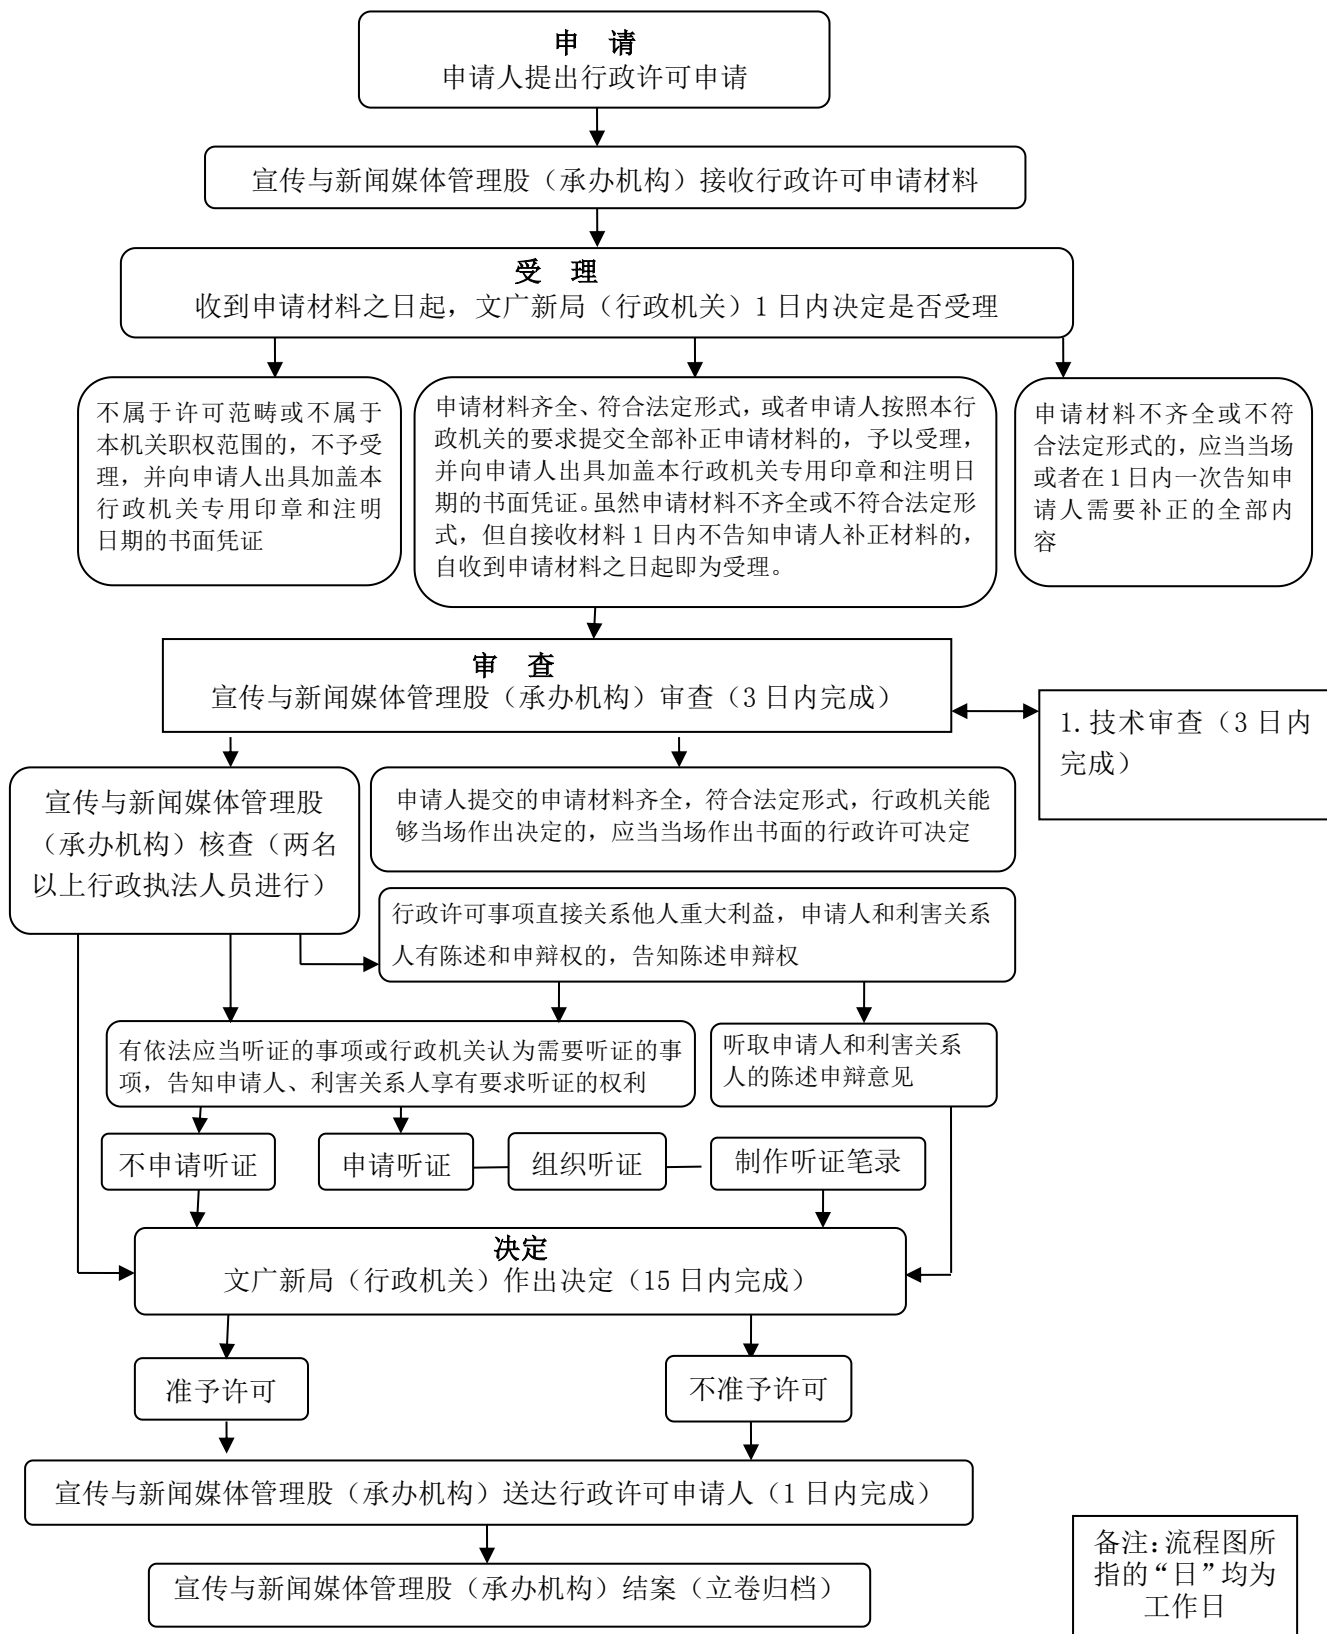 申 请
申请人提出行政许可申请
宣传与新闻媒体管理股（承办机构）接收行政许可申请材料
受 理
收到申请材料之日起，文广新局（行政机关）1日内决定是否受理
不属于许可范畴或不属于
本机关职权范围的，不予受
理，并向申请人出具加盖本
行政机关专用印章和注明
日期的书面凭证
申请材料齐全、符合法定形式，或者申请人按照本行
政机关的要求提交全部补正申请材料的，予以受理，
并向申请人出具加盖本行政机关专用印章和注明日
期的书面凭证。虽然申请材料不齐全或不符合法定形
式，但自接收材料1日内不告知申请人补正材料的，
自收到申请材料之日起即为受理。
申请材料不齐全或不符
合法定形式的，应当当场
或者在1日内一次告知申
请人需要补正的全部内
容
审 查
宣传与新闻媒体管理股（承办机构）审查（3日内完成）
1.技术审查（3日内
完成）
宣传与新闻媒体管理股
（承办机构）核查（两名
以上行政执法人员进行）
申请人提交的申请材料齐全，符合法定形式，行政机关能
够当场作出决定的，应当当场作出书面的行政许可决定
行政许可事项直接关系他人重大利益，申请人和利害关系
人有陈述和申辩权的，告知陈述申辩权
有依法应当听证的事项或行政机关认为需要听证的事
项，告知申请人、利害关系人享有要求听证的权利
听取申请人和利害关系
人的陈述申辩意见
不申请听证
申请听证
组织听证
制作听证笔录
决定
文广新局（行政机关）作出决定（15日内完成）
准予许可
不准予许可
宣传与新闻媒体管理股（承办机构）送达行政许可申请人（1日内完成）
宣传与新闻媒体管理股（承办机构）结案（立卷归档）
备注：流程图所
指的“日”均为
工作日